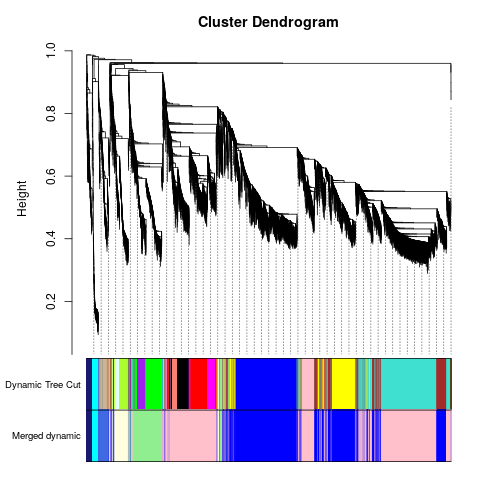 Cluster Dendrogram
Height
1.0
0.8
0.6
0.4
0.2
Dynamic Tree Cut
Merged dynamic